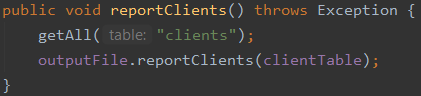 public void reportClients() throws Exception {
    getAll( table: "clients");
    outputFile.reportClients(clientTable);
}